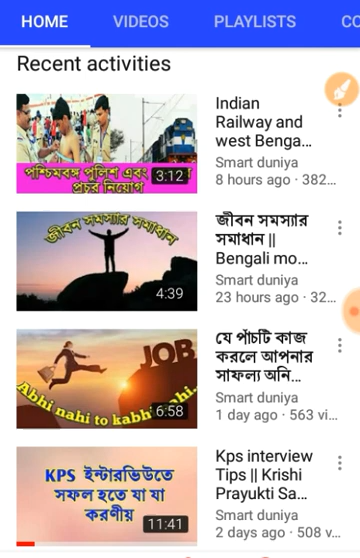 HOME VIDEOS PLAYLISTS CO
Recent activities
পশ্চিমবঙ্গ পুলিশ এবং
প্রচুর নিয়োগ
3:12
Indian
Railway and
west Benga...
Smart duniya
8 hours ago · 382...
জীবন সমস্যার সমাধান
4:39
জীবন সমস্যার
সমাধান ||
Bengali mo...
Smart duniya
23 hours ago · 32...
JOB
Abhi nahi to kabhi nahi..
6:58
যে পাঁচটি কাজ
করলে আপনার
সাফল্য অনি...
Smart duniya
1 day ago · 563 vi...
KPS ইন্টারভিউতে
সফল হতে যা যা
করণীয়
11:41
Kps interview
Tips || Krishi
Prayukti Sa...
Smart duniya
2 days ago · 508 v...